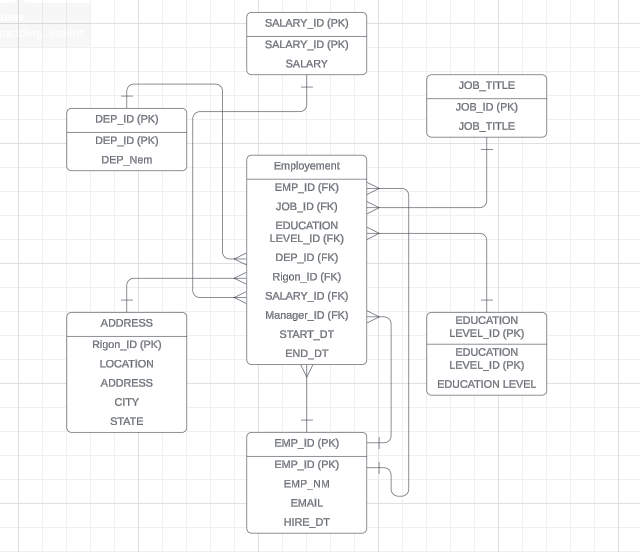 padding, indent
SALARY_ID (PK)
SALARY_ID (PK)
SALARY
JOB_TITLE
JOB_ID (PK)
JOB_TITLE
DEP_ID (PK)
DEP_ID (PK)
DEP_Nem
Employement
EMP_ID (FK)
JOB_ID (FK)
EDUCATION
LEVEL_ID (FK)
DEP_ID (FK)
Rigon_ID (FK)
SALARY_ID (FK)
Manager_ID (FK)
START_DT
END_DT
ADDRESS
Rigon_ID (PK)
LOCATION
ADDRESS
CITY
STATE
EDUCATION
LEVEL_ID (PK)
EDUCATION
LEVEL_ID (PK)
EDUCATION LEVEL
EMP_ID (PK)
EMP_ID (PK)
EMP_NM
EMAIL
HIRE_DT